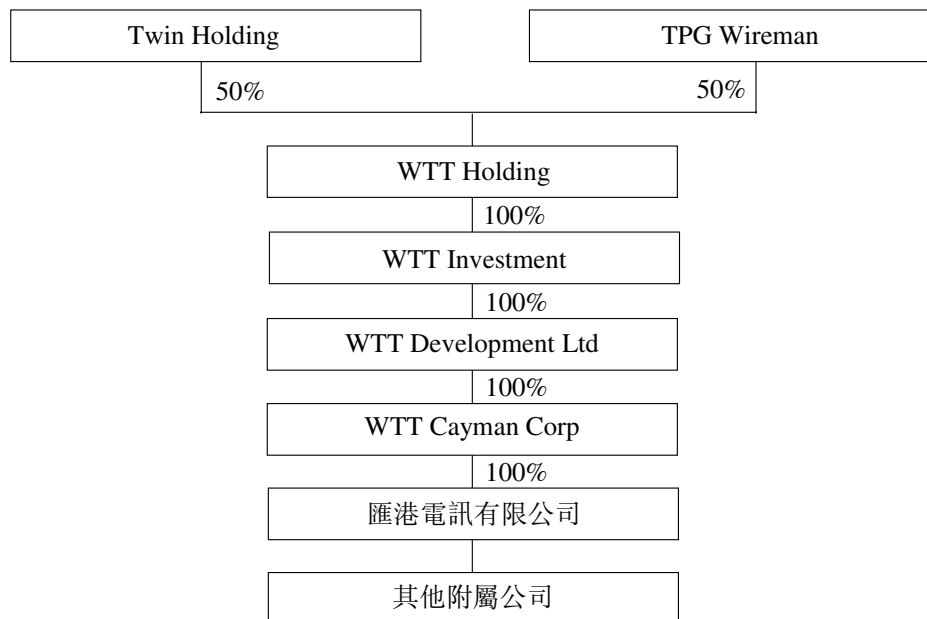 Twin Holding
TPG Wireman
50%
50%
WTT Holding
100%
WTT Investment
100%
WTT Development Ltd
100%
WTT Cayman Corp
100%
匯港電訊有限公司
其他附屬公司